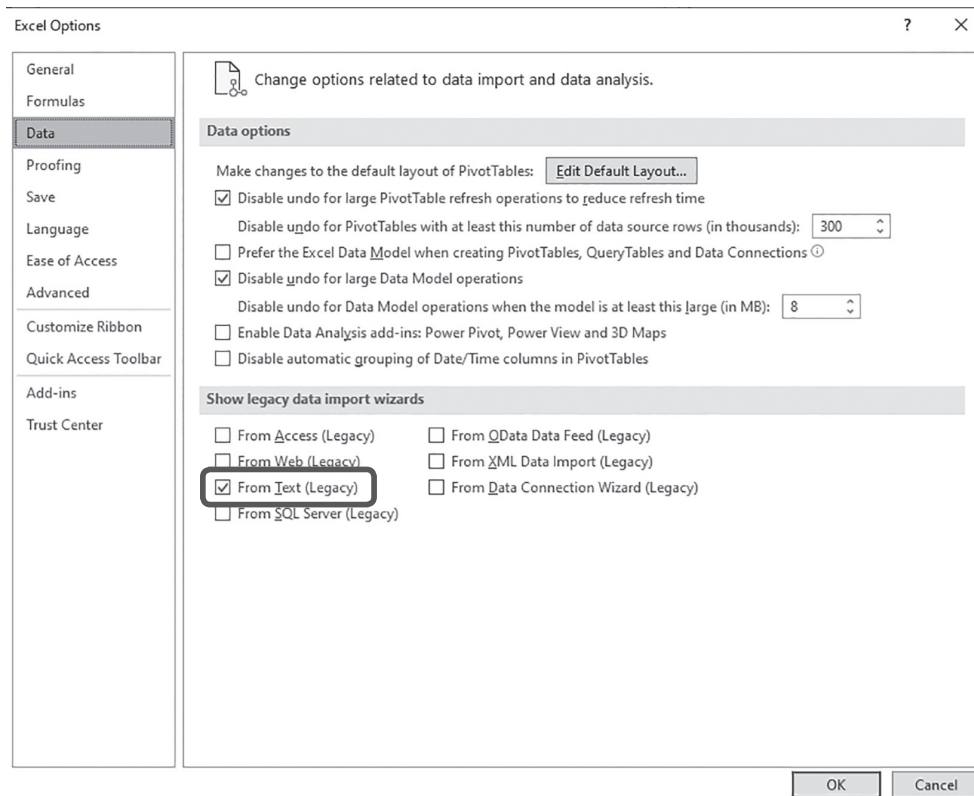 Excel Options
?
General
Formulas
Data
Proofing
Save
Language
Ease of Access
Advanced
Customize Ribbon
Quick Access Toolbar
Add-ins
Trust Center
Change options related to data import and data analysis.
Data options
Make changes to the default layout of PivotTables: Edit Default Layout...
Disable undo for large PivotTable refresh operations to reduce refresh time
Disable undo for PivotTables with at least this number of data source rows (in thousands): 300
Prefer the Excel Data Model when creating PivotTables, QueryTables and Data Connections
Disable undo for large Data Model operations
Disable undo for Data Model operations when the model is at least this large (in MB): 8
Enable Data Analysis add-ins: Power Pivot, Power View and 3D Maps
Disable automatic grouping of Date/Time columns in PivotTables
Show legacy data import wizards
From Access (Legacy) From OData Data Feed (Legacy)
From Web (Legacy) From XML Data Import (Legacy)
From Text (Legacy) From Data Connection Wizard (Legacy)
From SQL Server (Legacy)
OK Cancel